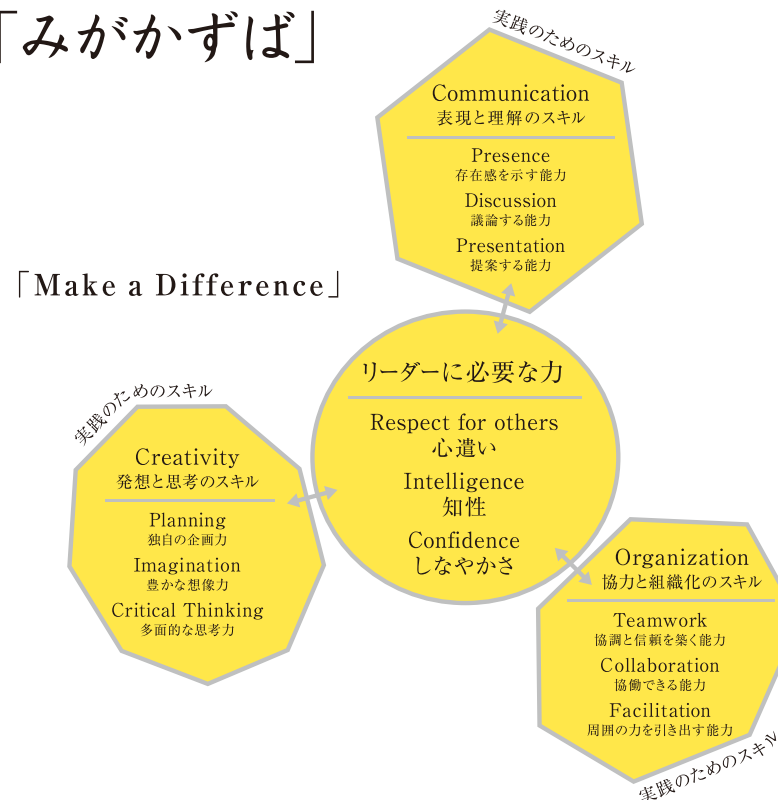 「みがかずば」
実践のためのスキル
Communication
表現と理解のスキル
Presence
存在感を示す能力
Discussion
議論する能力
Presentation
提案する能力
「Make a Difference」
リーダーに必要な力
Respect for others
心遣い
Intelligence
知性
Confidence
しなやかさ
実践のためのスキル
Creativity
発想と思考のスキル
Planning
独自の企画力
Imagination
豊かな想像力
Critical Thinking
多面的な思考力
Organization
協力と組織化のスキル
Teamwork
協調と信頼を築く能力
Collaboration
協働できる能力
Facilitation
周囲の力を引き出す能力
実践のためのスキル